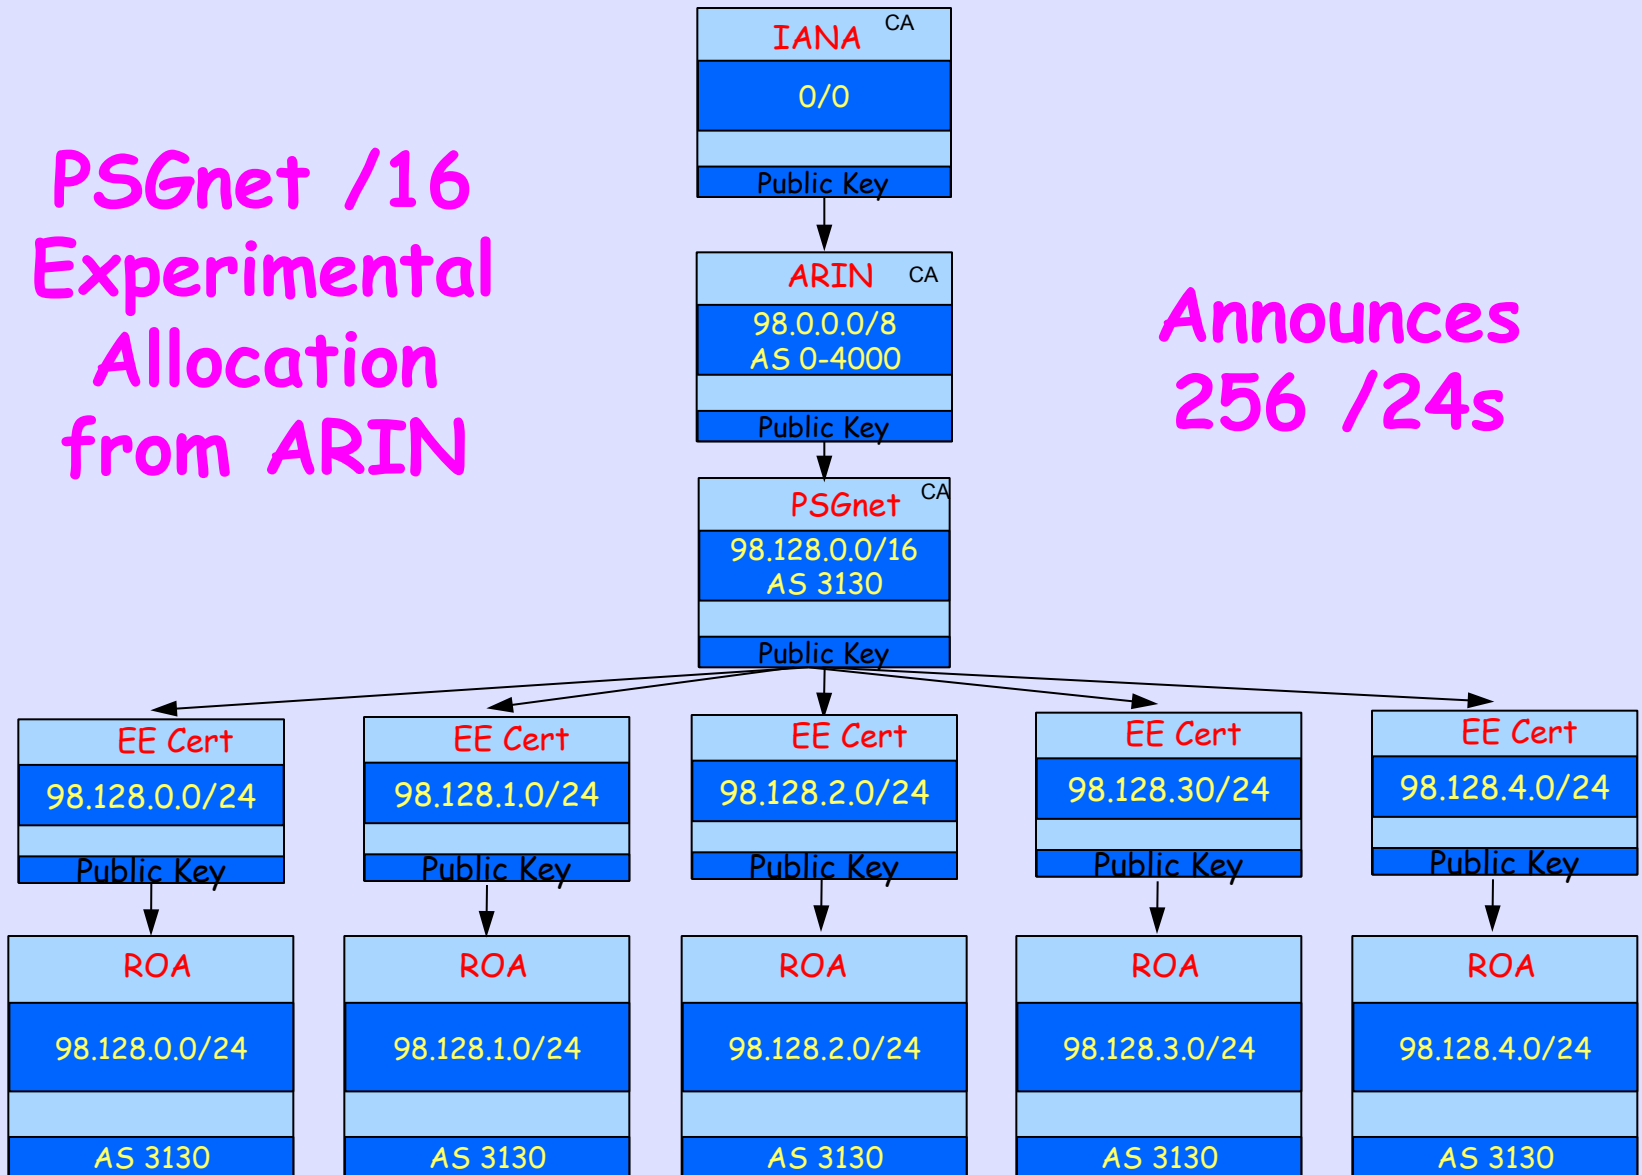 IANA CA
0/0
Public Key
PSGnet /16
Experimental
Allocation
from ARIN
ARIN CA
98.0.0.0/8
AS 0-4000
Public Key
Announces
256 /24s
PSGnet CA
98.128.0.0/16
AS 3130
Public Key
EE Cert
98.128.0.0/24
Public Key
EE Cert
98.128.1.0/24
Public Key
EE Cert
98.128.2.0/24
Public Key
EE Cert
98.128.30/24
Public Key
EE Cert
98.128.4.0/24
Public Key
ROA
98.128.0.0/24
AS 3130
ROA
98.128.1.0/24
AS 3130
ROA
98.128.2.0/24
AS 3130
ROA
98.128.3.0/24
AS 3130
ROA
98.128.4.0/24
AS 3130